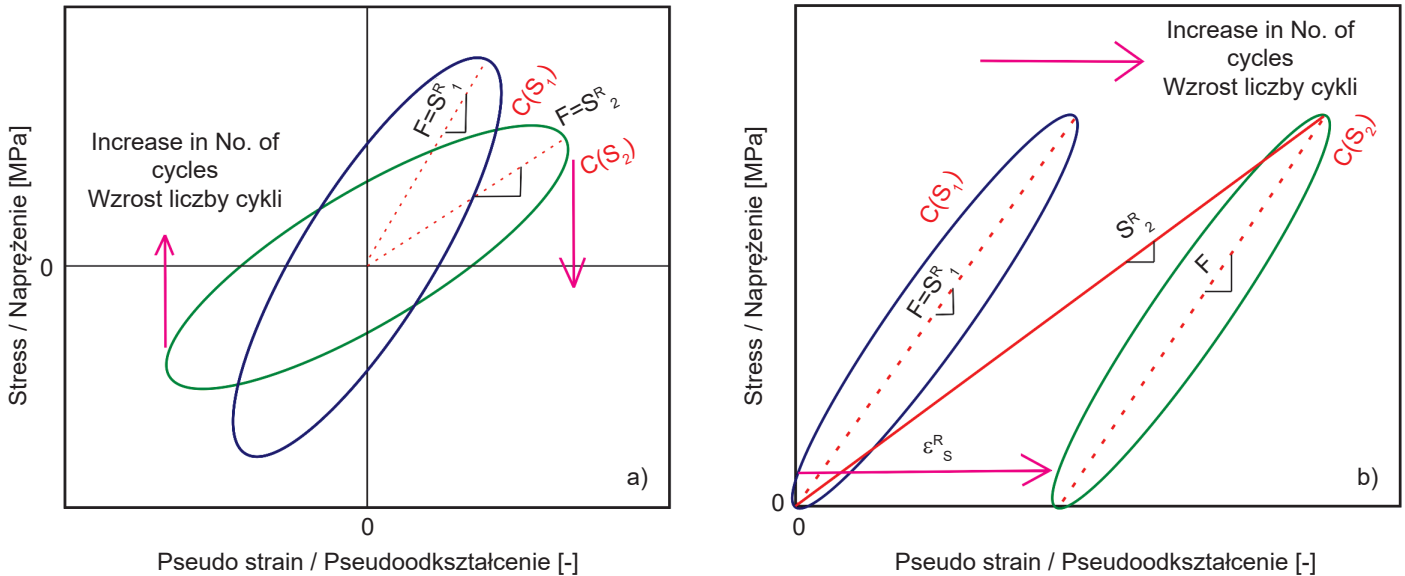 Stress / Naprężenie [MPa]
Increase in No. of
cycles
Wzrost liczby cykli
F=S^R_1
C(S_1)
F=S^R_2
C(S_2)
0
a)
0
Pseudo strain / Pseudoodkształcenie [-]
Stress / Naprężenie [MPa]
Increase in No. of
cycles
Wzrost liczby cykli
C(S_1)
C(S_2)
S^R_2
F=S^R_1
F
ε^R_S
b)
0
0
Pseudo strain / Pseudoodkształcenie [-]